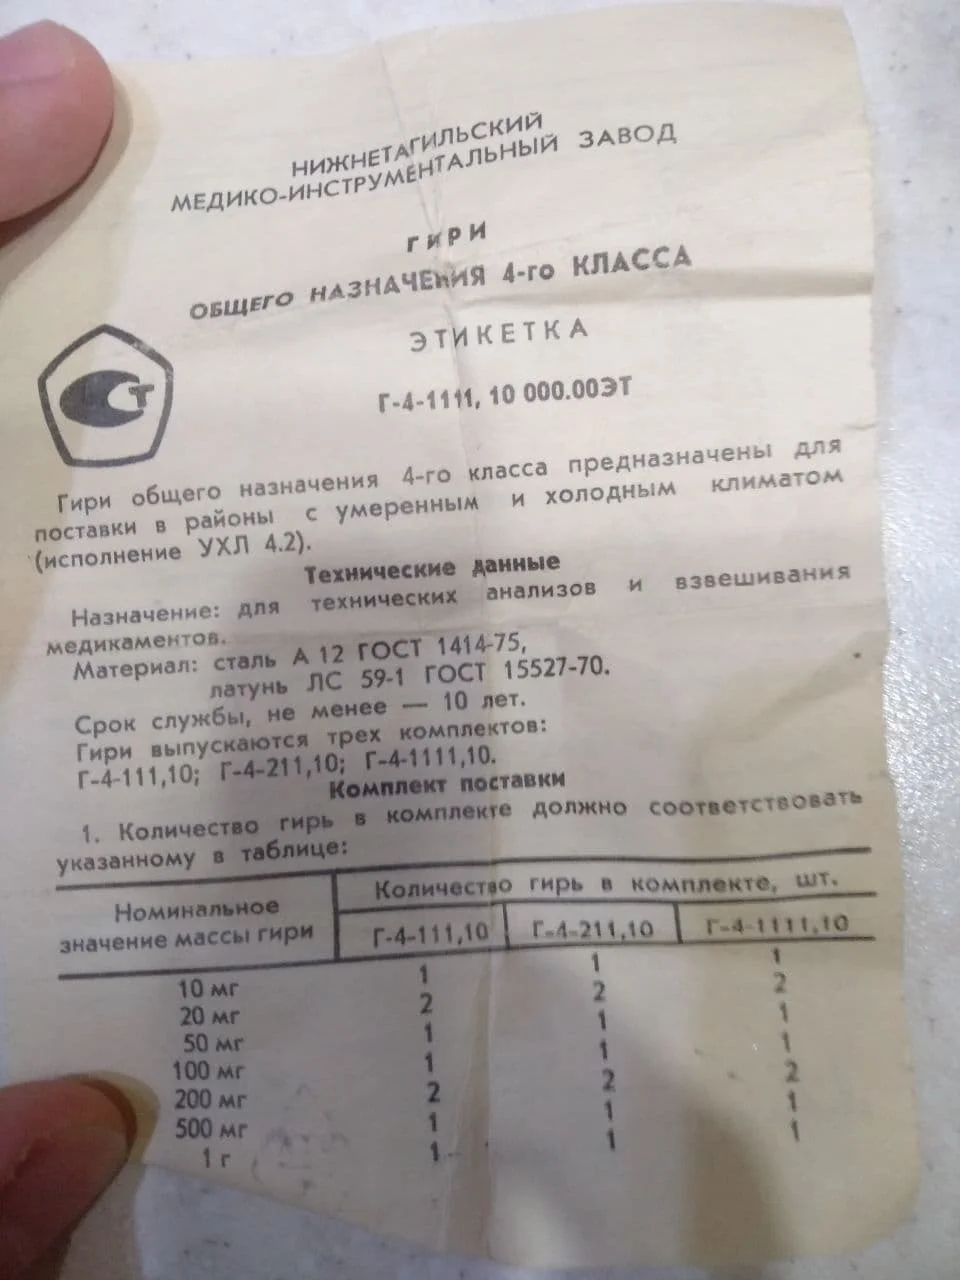 НИЖНЕТАГИЛЬСКИЙ
МЕДИКО-ИНСТРУМЕНТАЛЬНЫЙ ЗАВОД
ГИРИ
ОБЩЕГО НАЗНАЧЕНИЯ 4-го КЛАССА
ЭТИКЕТКА
Г-4-1111, 10 000.00ЭТ
Ст
Гири общего назначения 4-го класса предназначены для
поставки в районы с умеренным и холодным климатом
(исполнение УХЛ 4.2).
Технические данные
Назначение: для технических анализов и взвешивания
медикаментов.
Материал: сталь А 12 ГОСТ 1414-75,
латунь ЛС 59-1 ГОСТ 15527-70.
Срок службы, не менее — 10 лет.
Гири выпускаются трех комплектов:
Г-4-111,10; Г-4-211,10; Г-4-1111,10.
Комплект поставки
1. Количество гирь в комплекте должно соответствовать
указанному в таблице:
Номинальное значение массы гири Количество гирь в комплекте, шт.
Г-4-111,10 Г-4-211,10 Г-4-1111,10
10 мг 1 1 1
20 мг 2 2 2
50 мг 1 1 1
100 мг 1 1 1
200 мг 2 2 2
500 мг 1 1 1
1 г 1 1 1